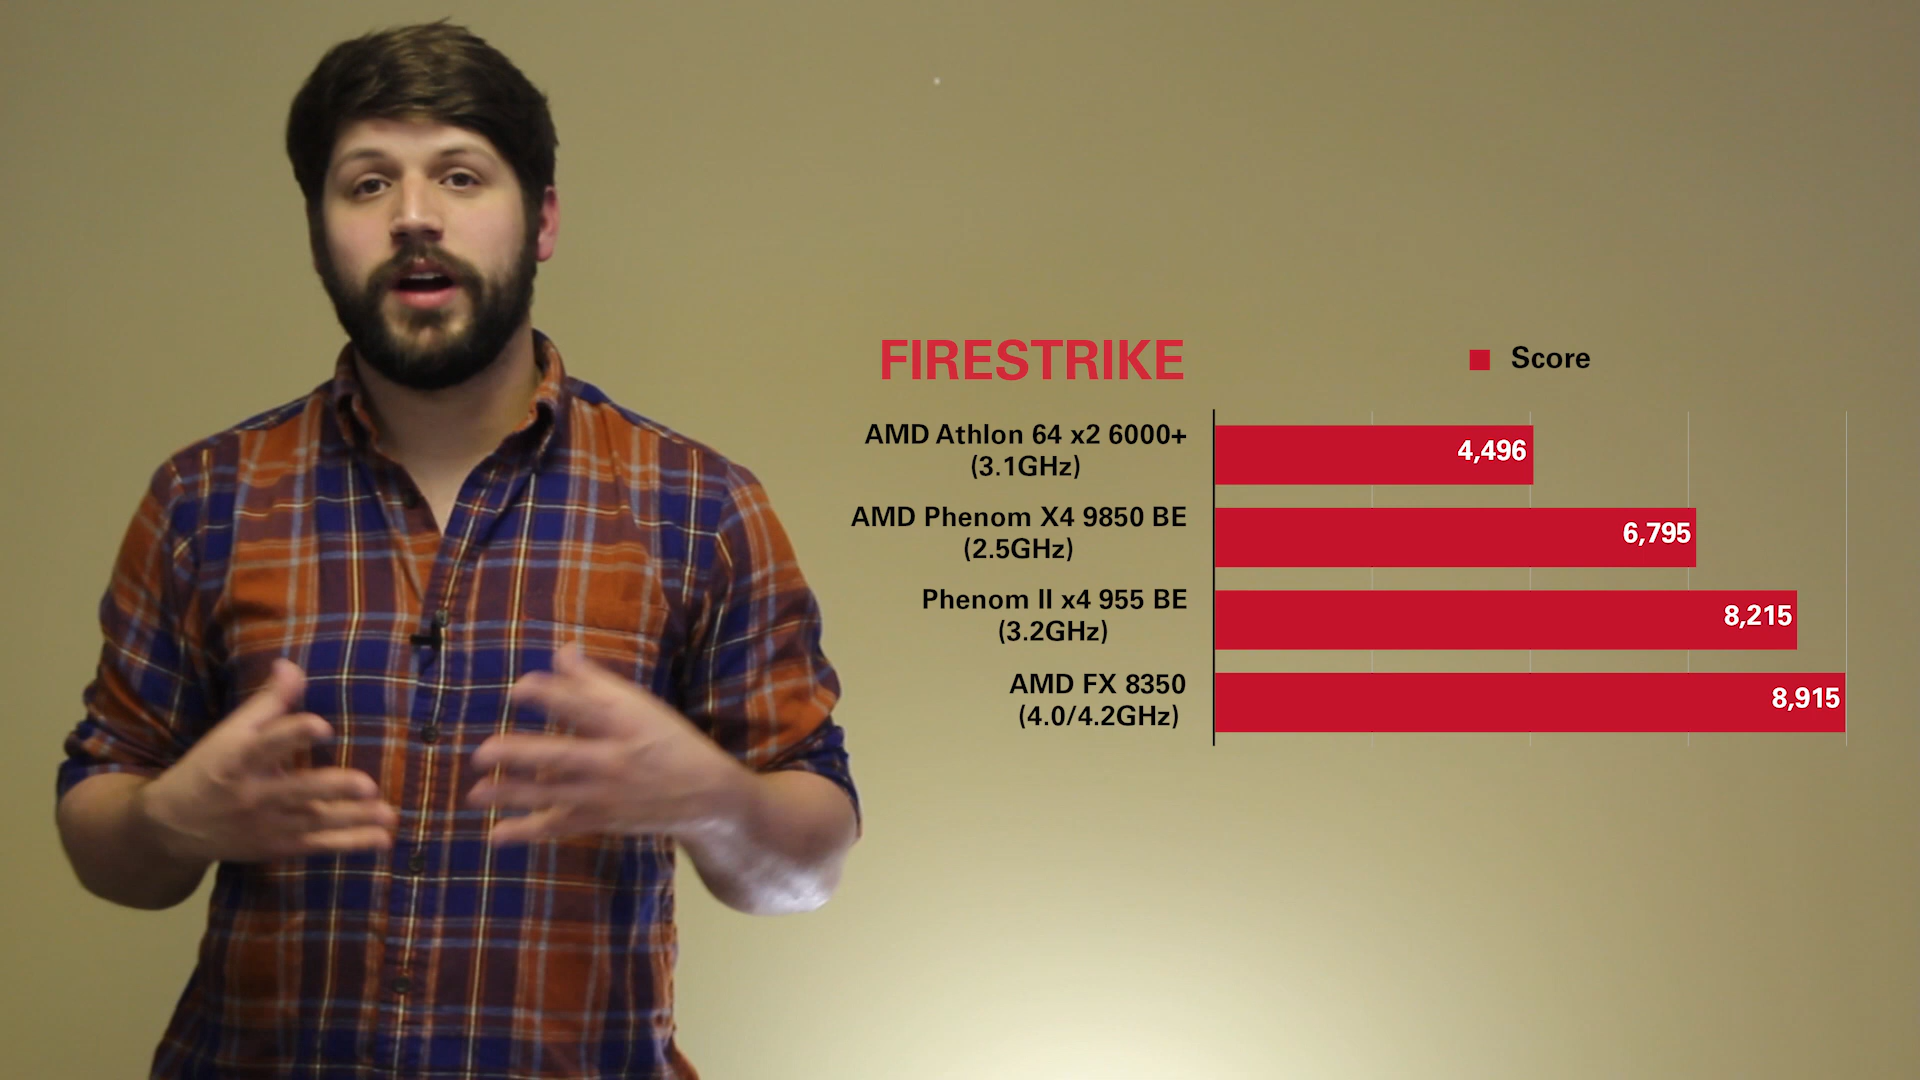 FIRESTRIKE
Score
AMD Athlon 64 x2 6000+
(3.1GHz)
4,496
AMD Phenom X4 9850 BE
(2.5GHz)
6,795
Phenom II x4 955 BE
(3.2GHz)
8,215
AMD FX 8350
(4.0/4.2GHz)
8,915